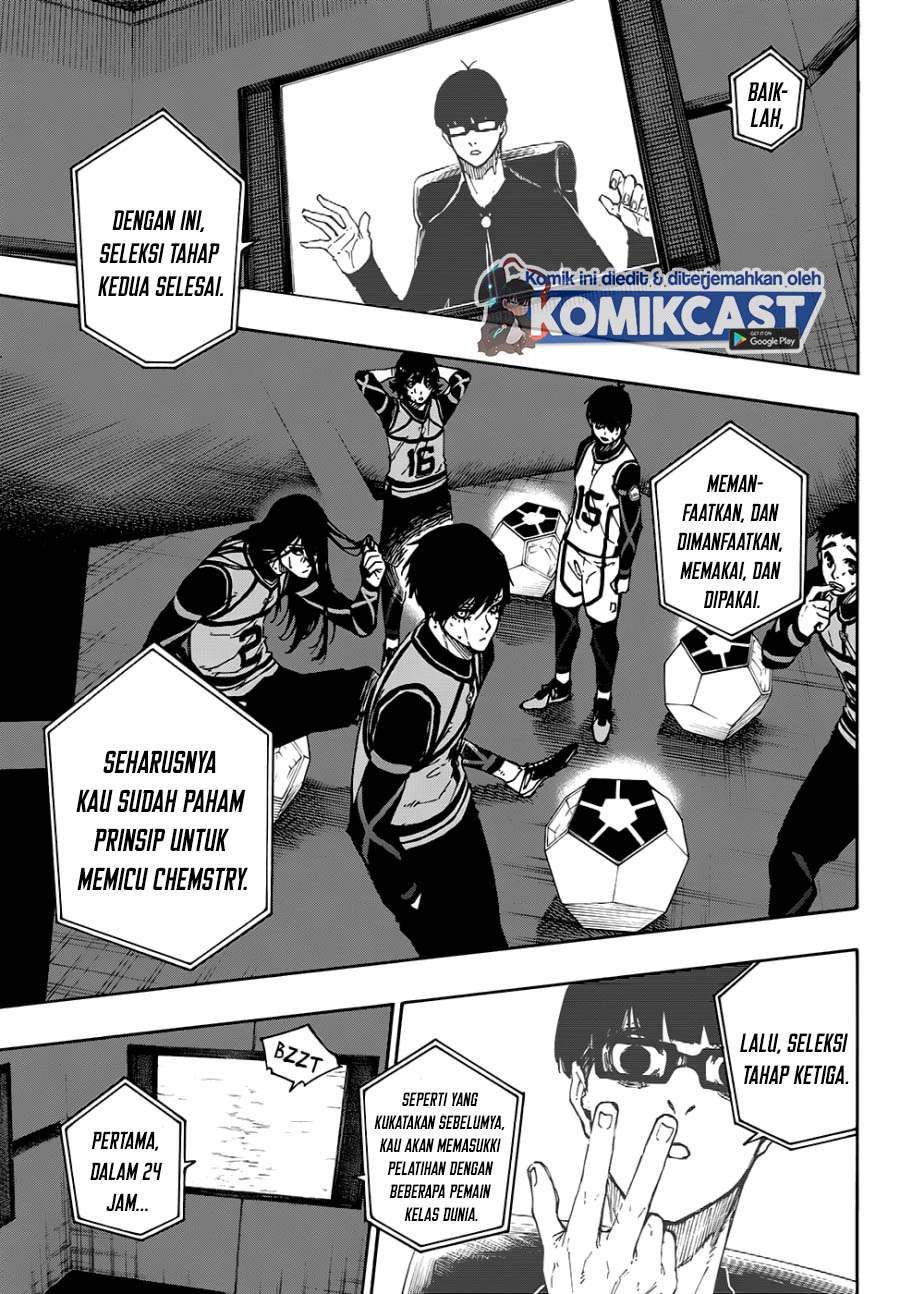 BAIK-
LAH,
DENGAN INI,
SELEKSI TAHAP
KEDUA SELESAI.
Komik ini diedit & diterjemahkan oleh
KOMIKCAST
GET IT ON
Google Play
16
15
2
MEMAN-
FAATKAN, DAN
DIMANFAATKAN,
MEMAKAI, DAN
DIPAKAI.
SEHARUSNYA
KAU SUDAH PAHAM
PRINSIP UNTUK
MEMICU CHEMSTRY.
LALU, SELEKSI
TAHAP KETIGA.
SEPERTI YANG
KUKATAKAN SEBELUMYA,
KAU AKAN MEMASUKKI
PELATIHAN DENGAN
BEBERAPA PEMAIN
KELAS DUNIA.
BZZT
PERTAMA,
DALAM 24
JAM...